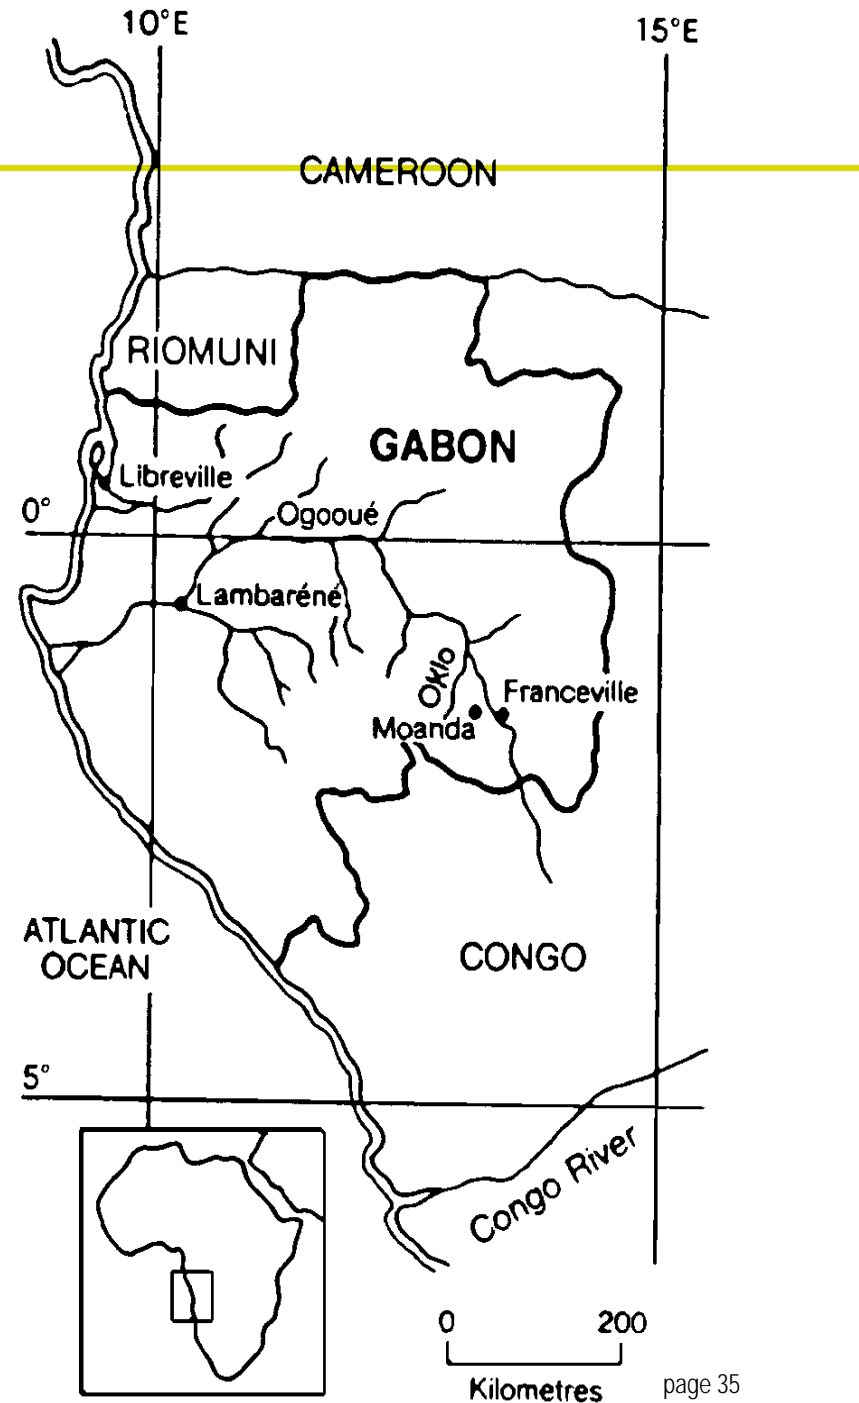 10°E
15°E
CAMEROON
RIOMUNI
GABON
Libreville
0°
Ogooué
Lambaréné
Oklo
Franceville
Moanda
ATLANTIC
OCEAN
CONGO
5°
Congo River
0 200
Kilometres
page 35